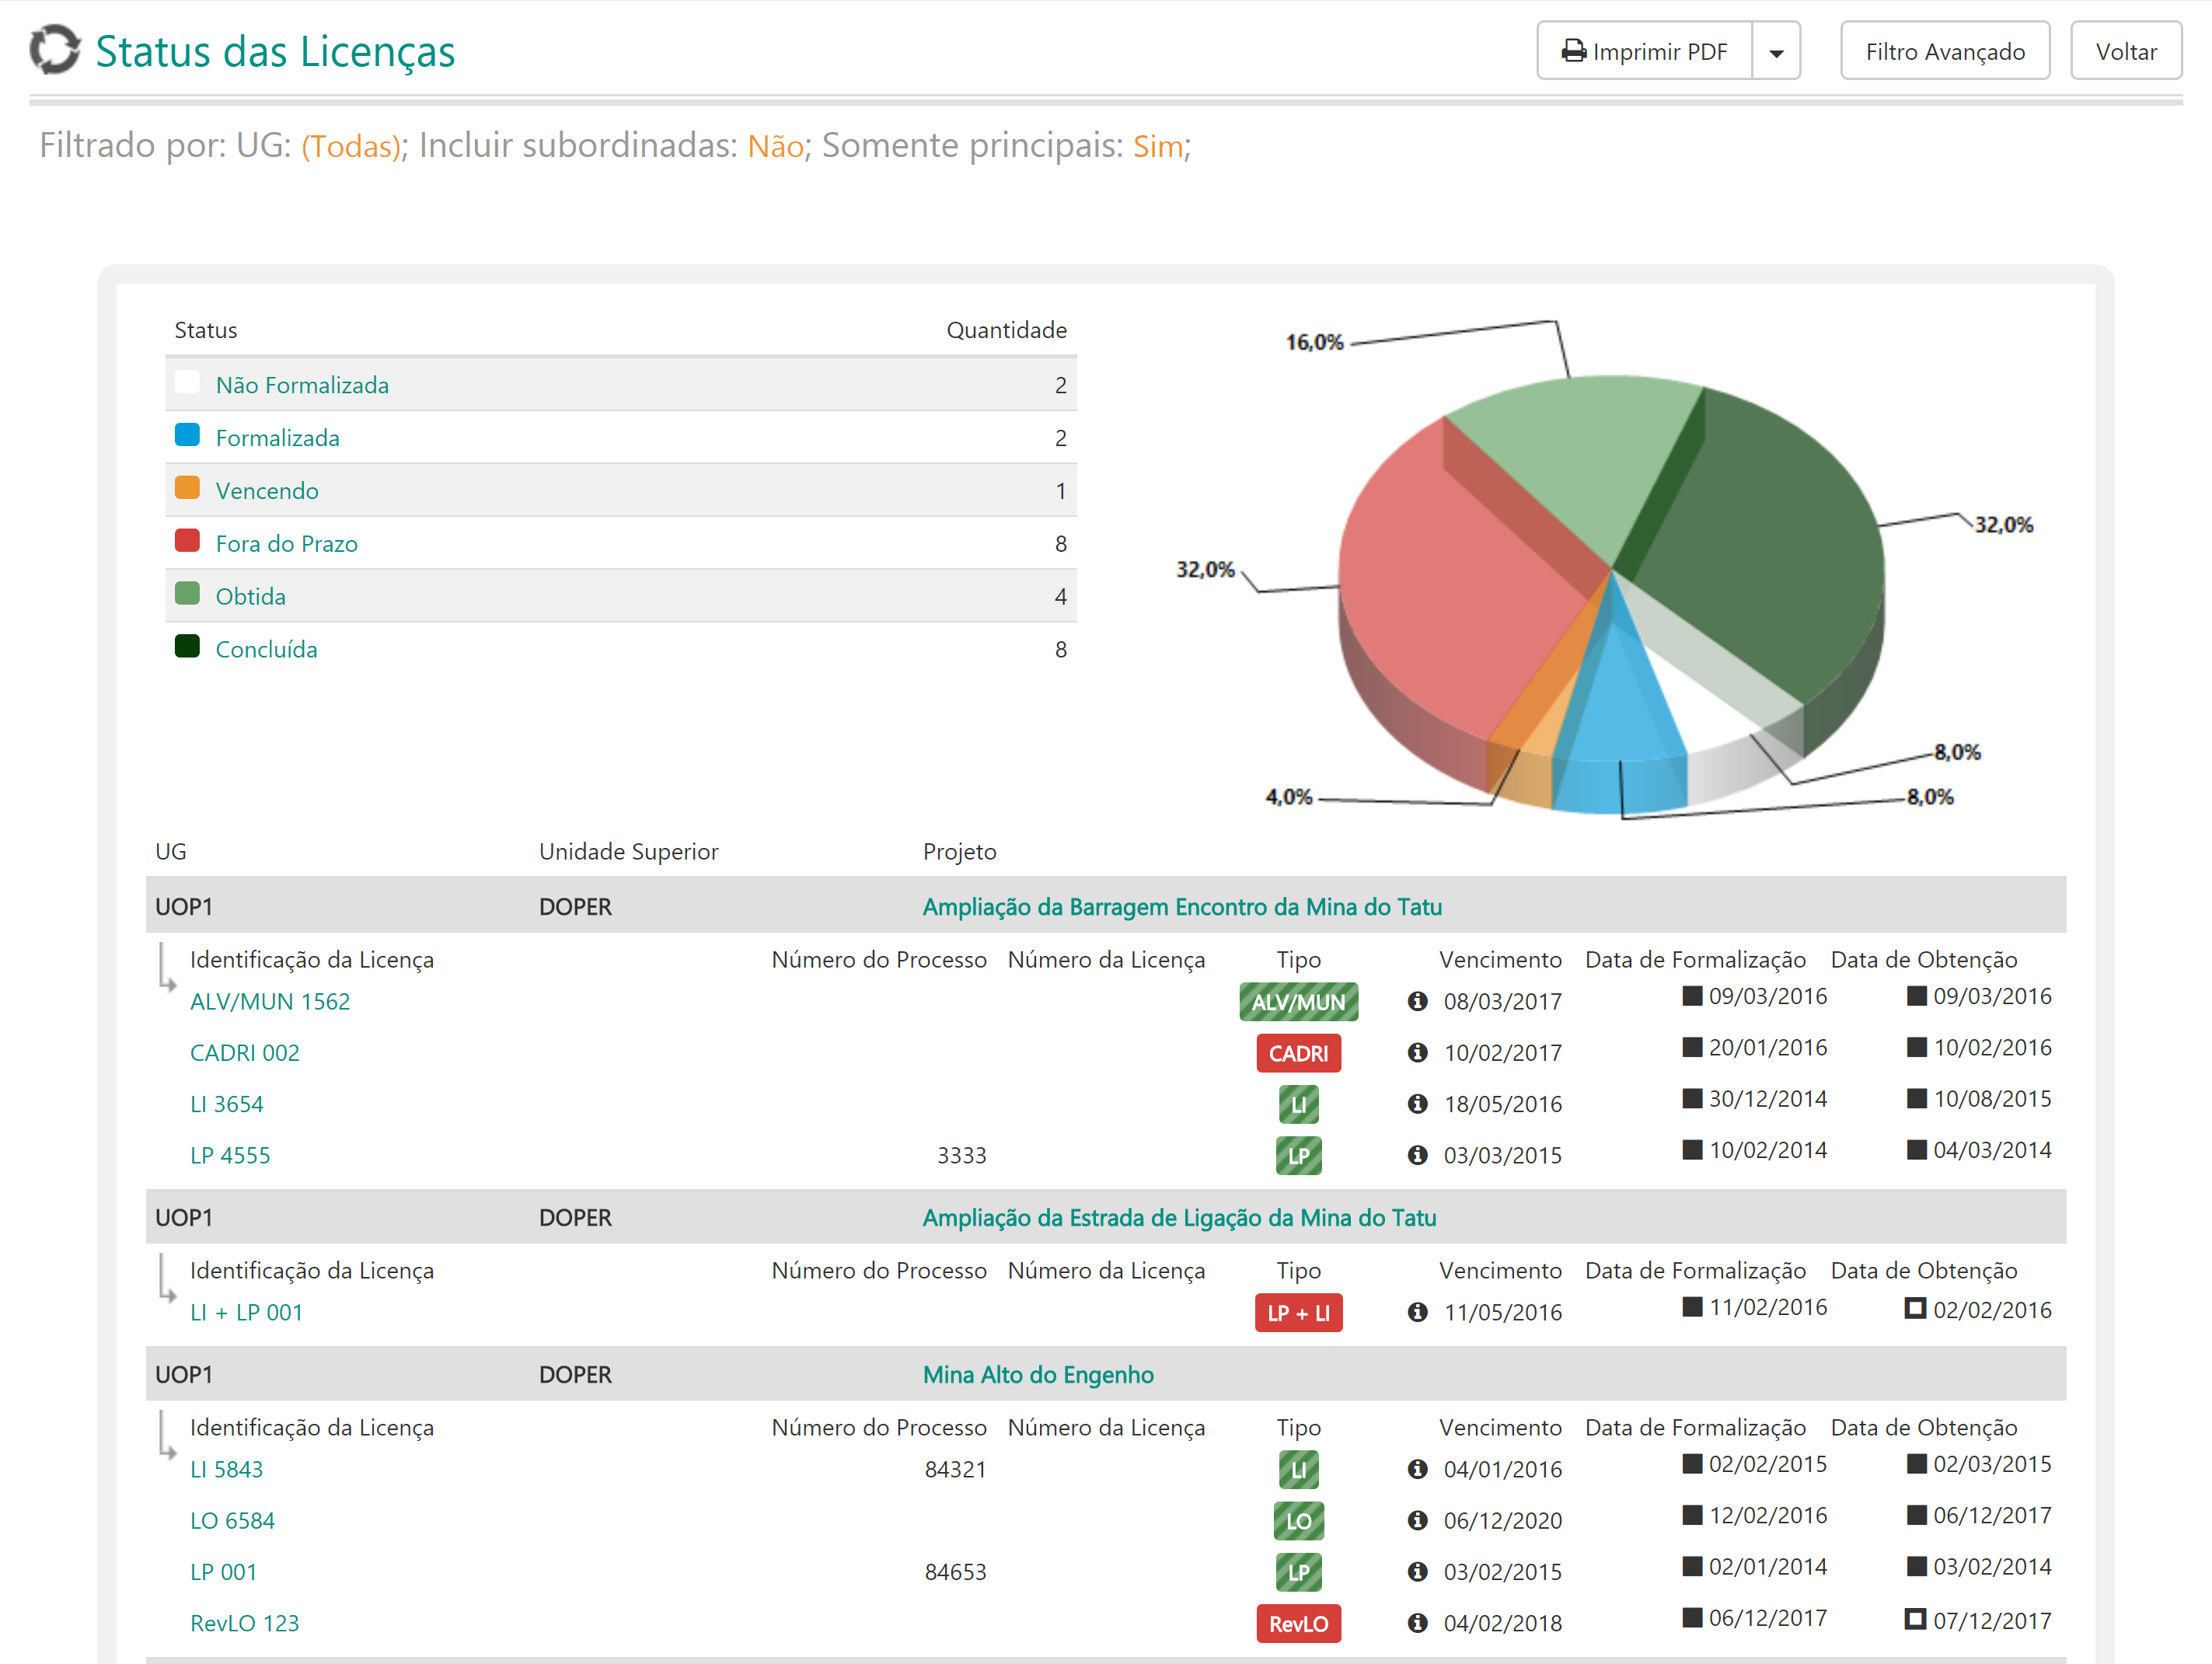 Status das Licenças
Imprimir PDF
Filtro Avançado
Voltar
Filtrado por: UG: (Todas); Incluir subordinadas: Não; Somente principais: Sim;
Status Quantidade
Não Formalizada 2
Formalizada 2
Vencendo 1
Fora do Prazo 8
Obtida 4
Concluída 8
16,0%
32,0%
32,0%
8,0%
4,0%
8,0%
UG Unidade Superior Projeto
UOP1 DOPER Ampliação da Barragem Encontro da Mina do Tatu
Identificação da Licença Número do Processo Número da Licença Tipo Vencimento Data de Formalização Data de Obtenção
ALV/MUN 1562 ALV/MUN 08/03/2017 09/03/2016 09/03/2016
CADRI 002 CADRI 10/02/2017 20/01/2016 10/02/2016
LI 3654 LI 18/05/2016 30/12/2014 10/08/2015
LP 4555 3333 LP 03/03/2015 10/02/2014 04/03/2014
UOP1 DOPER Ampliação da Estrada de Ligação da Mina do Tatu
Identificação da Licença Número do Processo Número da Licença Tipo Vencimento Data de Formalização Data de Obtenção
LI + LP 001 LP + LI 11/05/2016 11/02/2016 02/02/2016
UOP1 DOPER Mina Alto do Engenho
Identificação da Licença Número do Processo Número da Licença Tipo Vencimento Data de Formalização Data de Obtenção
LI 5843 84321 LI 04/01/2016 02/02/2015 02/03/2015
LO 6584 LO 06/12/2020 12/02/2016 06/12/2017
LP 001 84653 LP 03/02/2015 02/01/2014 03/02/2014
RevLO 123 RevLO 04/02/2018 06/12/2017 07/12/2017